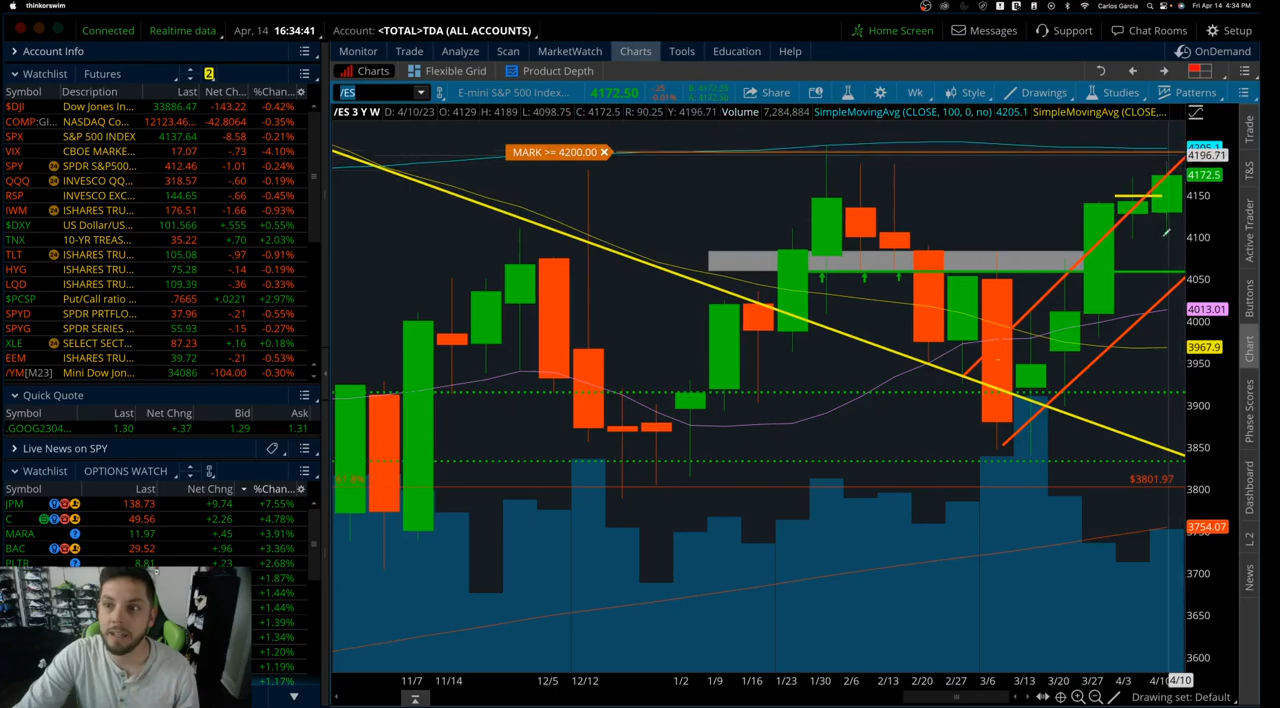 thinkorswim
Carlos Garcia
Fri Apr 14 4:34 PM
Connected Realtime data Apr, 14 16:34:41 Account: <TOTAL>TDA (ALL ACCOUNTS) Home Screen Messages Support Chat Rooms Setup
Account Info
Monitor Trade Analyze Scan MarketWatch Charts Tools Education Help OnDemand
Watchlist Futures 2
Charts Flexible Grid Product Depth
Symbol Description Last Net Ch... %Chan...
/ES E-mini S&P 500 Index... 4172.50 -.25 -0.01% Share Wk Style Drawings Studies Patterns
/ES 3 Y W D: 4/10/23 O: 4129 H: 4189 L: 4098.75 C: 4172.5 R: 90.25 Y: 4196.71 Volume 7,284,884 SimpleMovingAvg (CLOSE, 100, 0, no) 4205.1 SimpleMovingAvg (CLOSE,...
$DJI Dow Jones In... 33886.47 -143.22 -0.42%
COMP:GI... NASDAQ Co... 12123.46... -42.8064 -0.35%
SPX S&P 500 INDEX 4137.64 -8.58 -0.21%
VIX CBOE MARKE... 17.07 -.73 -4.10%
SPY SPDR S&P500... 412.46 -1.01 -0.24%
QQQ INVESCO QQ... 318.57 -.60 -0.19%
RSP INVESCO EXC... 144.65 -.66 -0.45%
IWM ISHARES TRU... 176.51 -1.66 -0.93%
$DXY US Dollar/US... 101.566 +.555 +0.55%
TNX 10-YR TREAS... 35.22 +.70 +2.03%
TLT ISHARES TRU... 105.08 -.97 -0.91%
HYG ISHARES TRU... 75.28 -.14 -0.19%
LQD ISHARES TRU... 109.39 -.36 -0.33%
$PCSP Put/Call ratio ... .7665 +.0221 +2.97%
SPYD SPDR PRTFLO... 37.96 -.21 -0.55%
SPYG SPDR SERIES ... 55.93 -.15 -0.27%
XLE SELECT SECT... 87.23 +.16 +0.18%
EEM ISHARES TRU... 39.72 -.21 -0.53%
/YM[M23] Mini Dow Jon... 34086 -104.00 -0.30%
Quick Quote
Symbol Last Net Chng Bid Ask
.GOOG2304... 1.30 +.37 1.29 1.31
Live News on SPY
Watchlist OPTIONS WATCH
Symbol Last Net Chng %Chan...
JPM 138.73 +9.74 +7.55%
C 49.56 +2.26 +4.78%
MARA 11.97 +.45 +3.91%
BAC 29.52 +.96 +3.36%
PLTR 8.81 +.23 +2.68%
+1.87%
+1.44%
+1.44%
+1.39%
+1.34%
+1.20%
+1.19%
+1.17%
MARK >= 4200.00
4196.71
4172.5
4150
4100
4050
4013.01
4000
3967.9
3950
3900
3850
$3801.97
3800
3754.07
3700
3650
3600
11/7 11/14 12/5 12/12 1/2 1/9 1/16 1/23 1/30 2/6 2/13 2/20 2/27 3/6 3/13 3/20 3/27 4/3 4/10
Drawing set: Default
Trade
T&S
Active Trader
Buttons
Chart
Phase Scores
Dashboard
L2
News